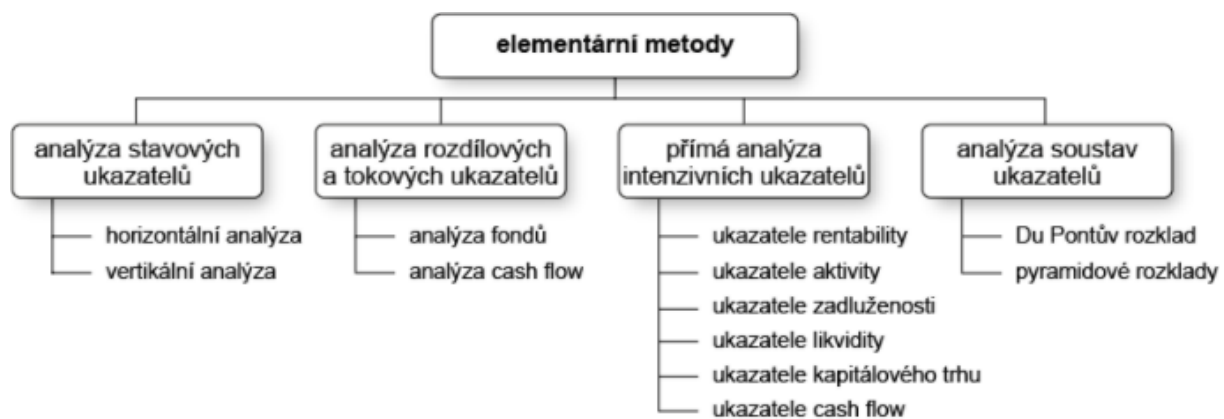 elementární metody
analýza stavových
ukazatelů
horizontální analýza
vertikální analýza
analýza rozdílových
a tokových ukazatelů
analýza fondů
analýza cash flow
přímá analýza
intenzivních ukazatelů
ukazatele rentability
ukazatele aktivity
ukazatele zadluženosti
ukazatele likvidity
ukazatele kapitálového trhu
ukazatele cash flow
analýza soustav
ukazatelů
Du Pontův rozklad
pyramidové rozklady